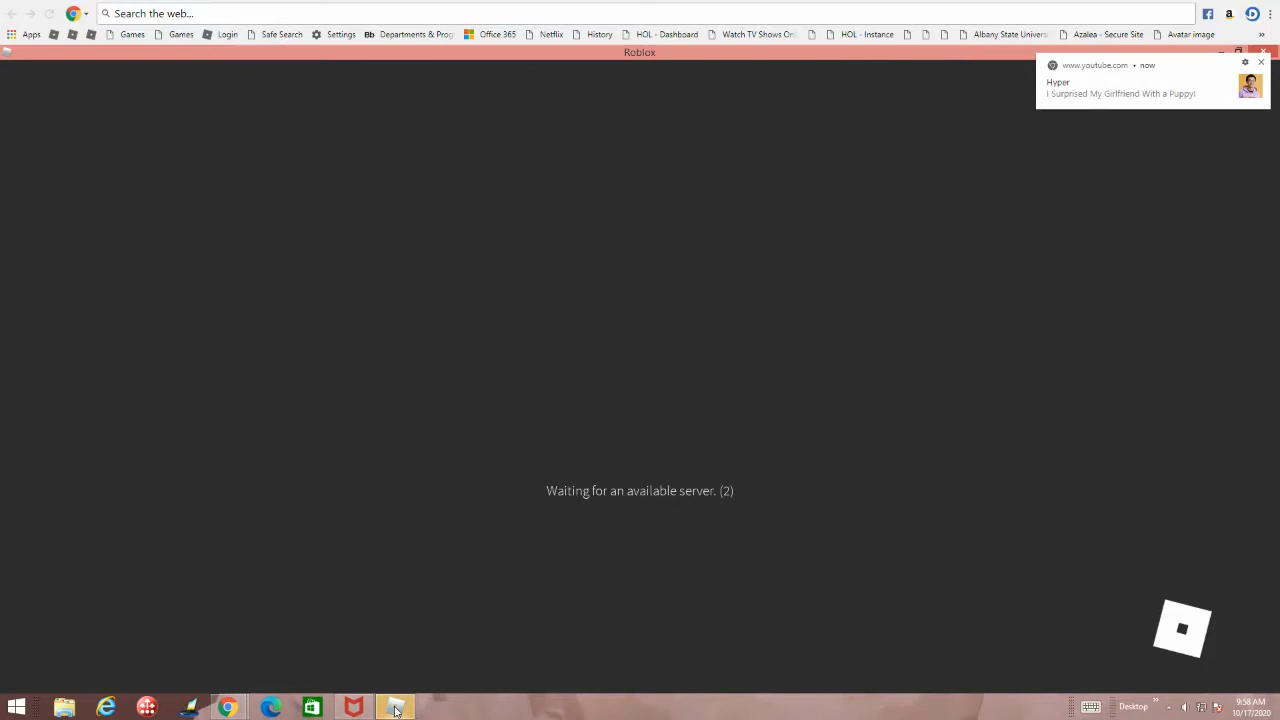 Search the web...
Apps Games Games Login Safe Search Settings Bb Departments & Prog Office 365 Netflix History HOL - Dashboard Watch TV Shows Onl HOL - Instance Albany State Univers Azalea - Secure Site Avatar image »
Roblox
www.youtube.com • now
Hyper
I Surprised My Girlfriend With a Puppy!
Waiting for an available server. (2)
Desktop
9:58 AM
10/17/2020